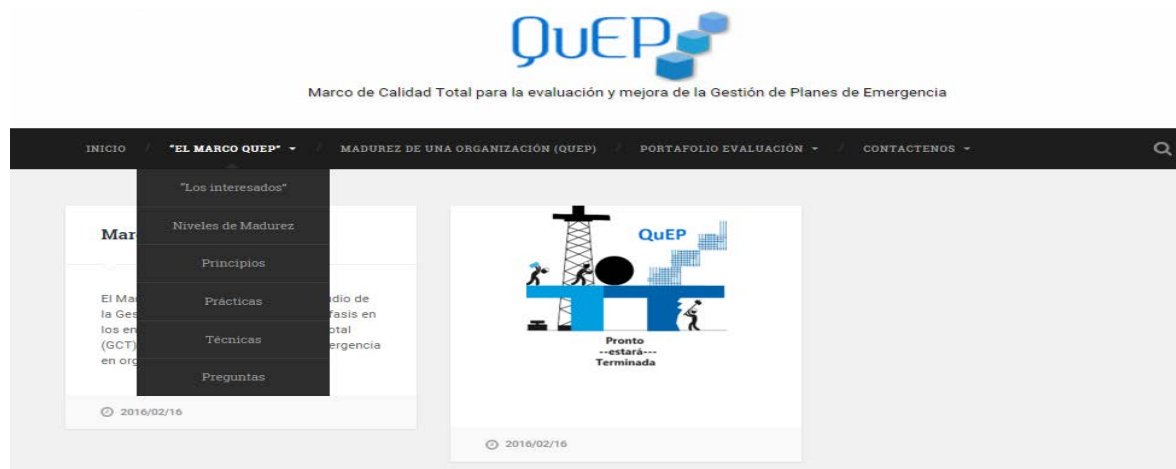 QuEP
Marco de Calidad Total para la evaluación y mejora de la Gestión de Planes de Emergencia
INICIO / "EL MARCO QUEP" / MADUREZ DE UNA ORGANIZACIÓN (QUEP) / PORTAFOLIO EVALUACIÓN / CONTACTENOS
"Los interesados"
Niveles de Madurez
Principios
Prácticas
Técnicas
Preguntas
Mar
El Ma dio de
la Ges fasis en
los en otal
(GCT) ergencia
en org
2016/02/16
QuEP
Pronto
--estará---
Terminada
2016/02/16